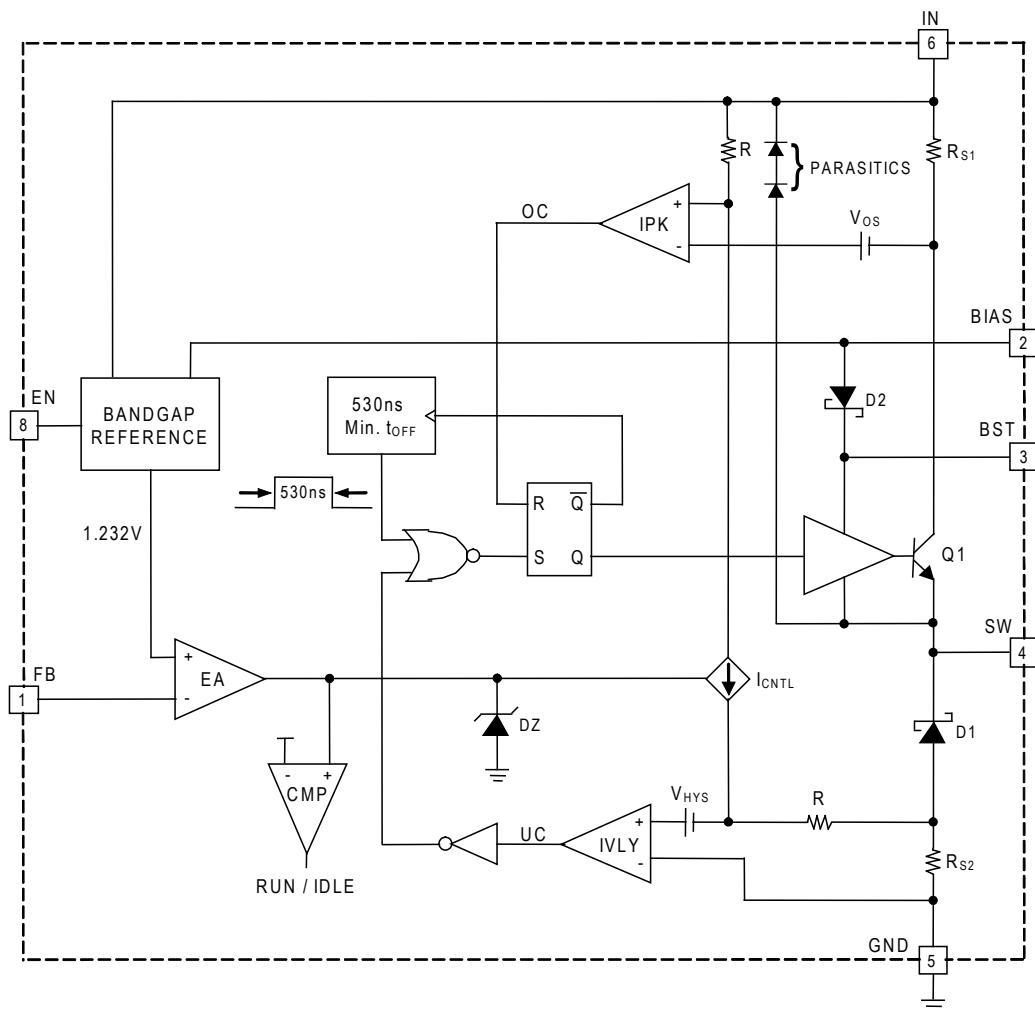 IN
6
R
PARASITICS
RS1
OC
+
IPK
-
VOS
BIAS
2
EN
8
BANDGAP
REFERENCE
530ns
Min. tOFF
D2
BST
3
530ns
R
Q
S
Q
1.232V
Q1
SW
4
FB
1
+
EA
-
ICNTL
DZ
D1
-
+
CMP
RUN / IDLE
UC
+
IVLY
-
VHYS
R
RS2
GND
5